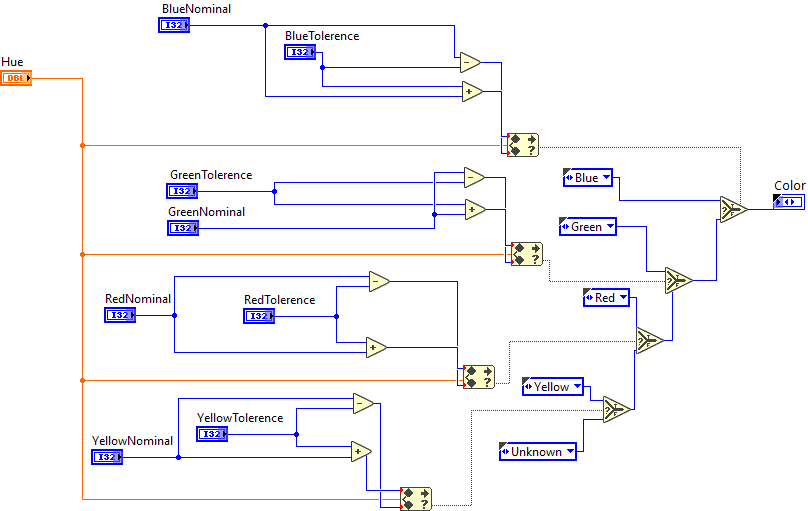 BlueNominal
I32
BlueTolerence
I32
Hue
DBL
GreenTolerence
I32
GreenNominal
I32
Blue
Color
Green
RedNominal
I32
RedTolerence
I32
Red
Yellow
YellowTolerence
I32
YellowNominal
I32
Unknown
- 
+
?
-
+
?
-
+
?
-
+
?
? T F
? T F
? T F
? T F